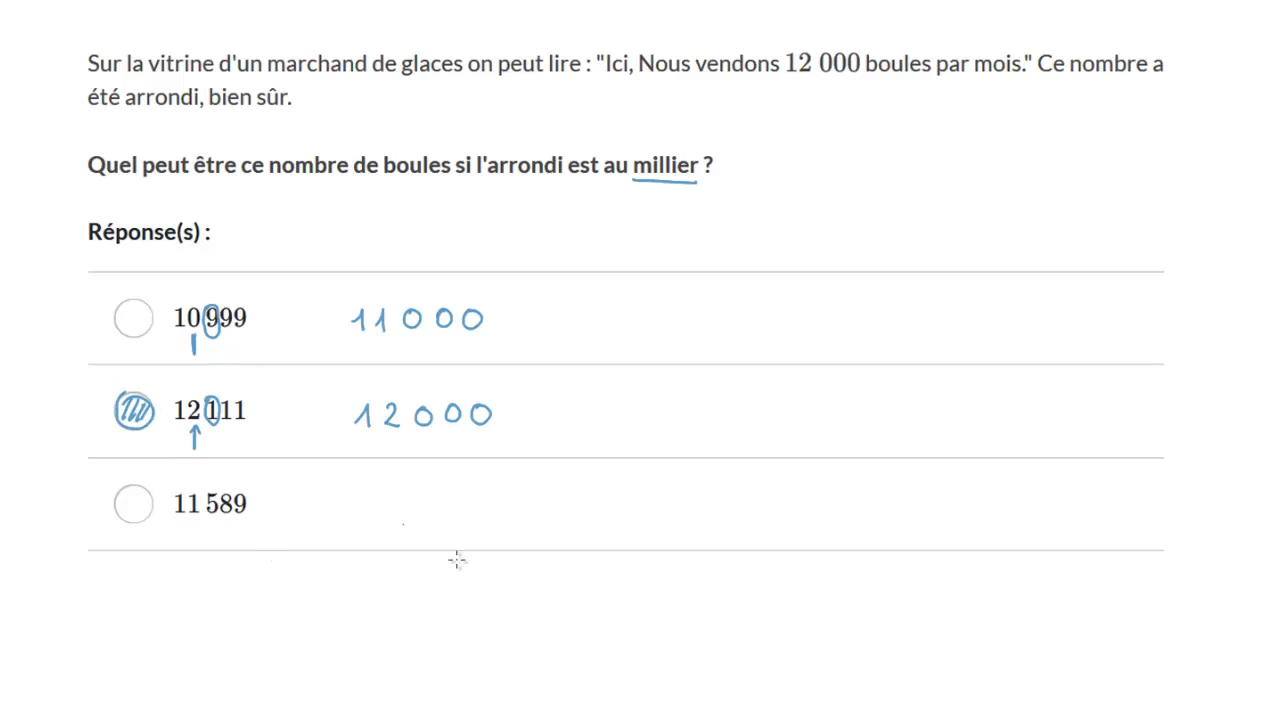 Sur la vitrine d'un marchand de glaces on peut lire : "Ici, Nous vendons 12 000 boules par mois." Ce nombre a
été arrondi, bien sûr.
Quel peut être ce nombre de boules si l'arrondi est au millier ?
Réponse(s) :
10 999 11 000
12 111 12 000
11 589